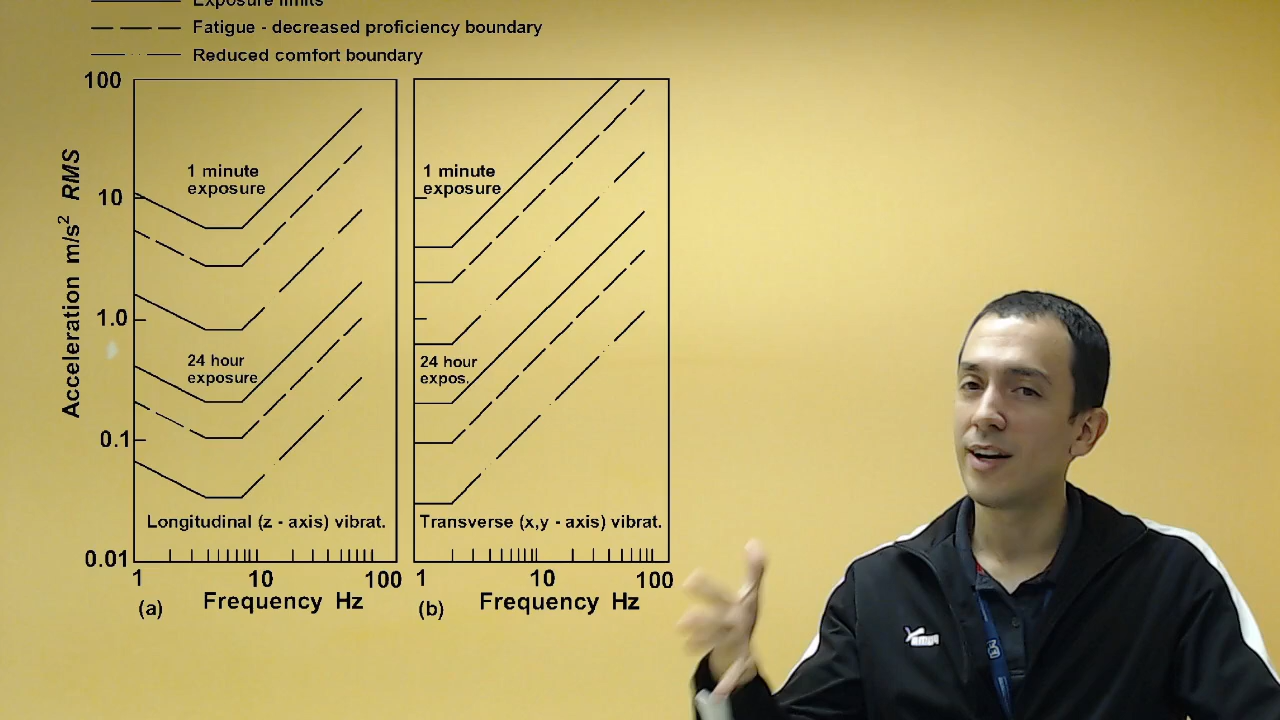 Exposure limits
Fatigue - decreased proficiency boundary
Reduced comfort boundary
100
10
1.0
0.1
0.01
Acceleration m/s² RMS
1 minute
exposure
24 hour
exposure
Longitudinal (z - axis) vibrat.
1 10 100
Frequency Hz
(a)
1 minute
exposure
24 hour
expos.
Transverse (x,y - axis) vibrat.
1 10 100
Frequency Hz
(b)